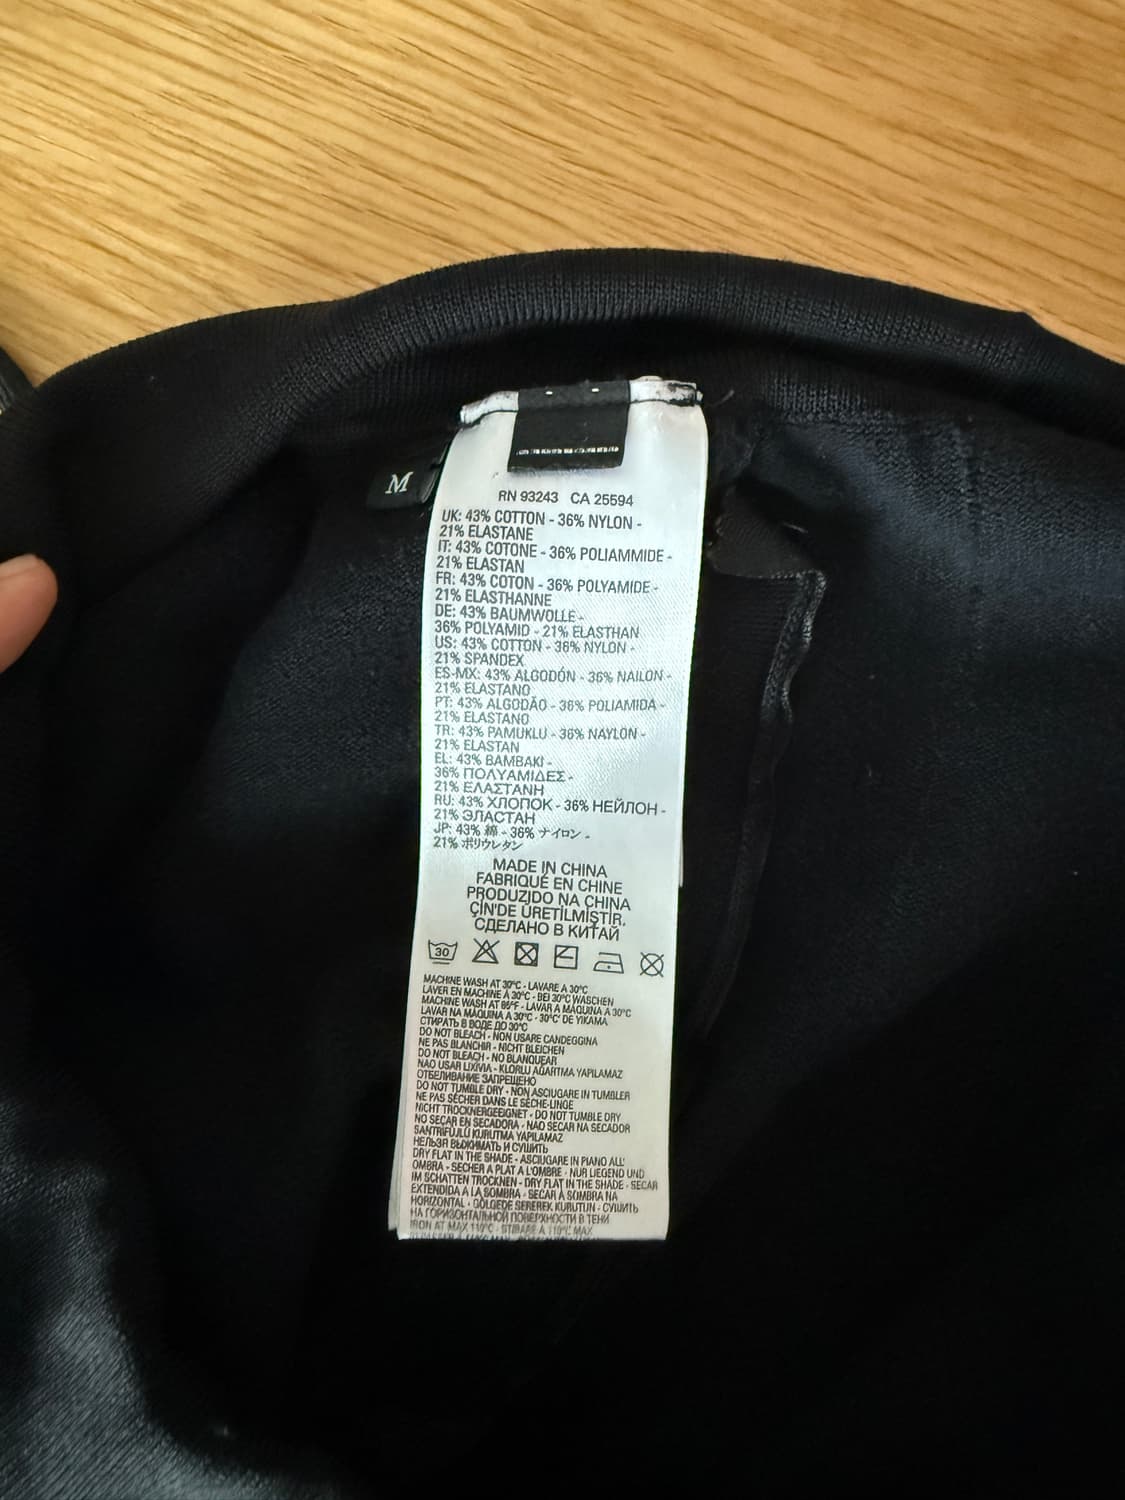 M
RN 93243 CA 25594
UK: 43% COTTON - 36% NYLON -
21% ELASTANE
IT: 43% COTONE - 36% POLIAMMIDE -
21% ELASTAN
FR: 43% COTON - 36% POLYAMIDE -
21% ELASTHANNE
DE: 43% BAUMWOLLE -
36% POLYAMID - 21% ELASTHAN
US: 43% COTTON - 36% NYLON -
21% SPANDEX
ES-MX: 43% ALGODÓN - 36% NAILON -
21% ELASTANO
PT: 43% ALGODÃO - 36% POLIAMIDA -
21% ELASTANO
TR: 43% PAMUKLU - 36% NAYLON -
21% ELASTAN
EL: 43% ΒΑΜΒΑΚΙ -
36% ΠΟΛΥΑΜΙΔΕΣ -
21% ΕΛΑΣΤΑΝΗ
RU: 43% ХЛОПОК - 36% НЕЙЛОН -
21% ЭЛАСТАН
JP: 43% 綿 - 36% ナイロン -
21% ポリウレタン
MADE IN CHINA
FABRIQUÉ EN CHINE
PRODUZIDO NA CHINA
ÇİN'DE ÜRETİLMİŞTİR.
СДЕЛАНО В КИТАЙ
30
MACHINE WASH AT 30°C - LAVARE A 30°C
LAVER EN MACHINE À 30°C - BEI 30°C WASCHEN
MACHINE WASH AT 86°F - LAVAR A MÁQUINA A 30°C
LAVAR NA MÁQUINA A 30°C - 30°C' DE YIKAMA
СТИРАТЬ В ВОДЕ ДО 30°C
DO NOT BLEACH - NON USARE CANDEGGINA
NE PAS BLANCHIR - NICHT BLEICHEN
DO NOT BLEACH - NO BLANQUEAR
NÃO USAR LIXÍVIA - KLORLU AĞARTMA YAPILAMAZ
ОТБЕЛИВАНИЕ ЗАПРЕЩЕНО
DO NOT TUMBLE DRY - NON ASCIUGARE IN TUMBLER
NE PAS SÉCHER DANS LE SÈCHE-LINGE
NICHT TROCKNERGEEIGNET - DO NOT TUMBLE DRY
NO SECAR EN SECADORA - NÃO SECAR NA SECADOR
SANTRİFÜJLÜ KURUTMA YAPILAMAZ
НЕЛЬЗЯ ВЫЖИМАТЬ И СУШИТЬ
DRY FLAT IN THE SHADE - ASCIUGARE IN PIANO ALL'
OMBRA - SÉCHER À PLAT À L'OMBRE - NUR LIEGEND UND
IM SCHATTEN TROCKNEN - DRY FLAT IN THE SHADE - SECAR
EXTENDIDA A LA SOMBRA - SECAR À SOMBRA NA
HORIZONTAL - GÖLGEDE SEREREK KURUTUN - СУШИТЬ
НА ГОРИЗОНТАЛЬНОЙ ПОВЕРХНОСТИ В ТЕНИ
IRON AT MAX 110°C - STIRARE A 110°C MAX